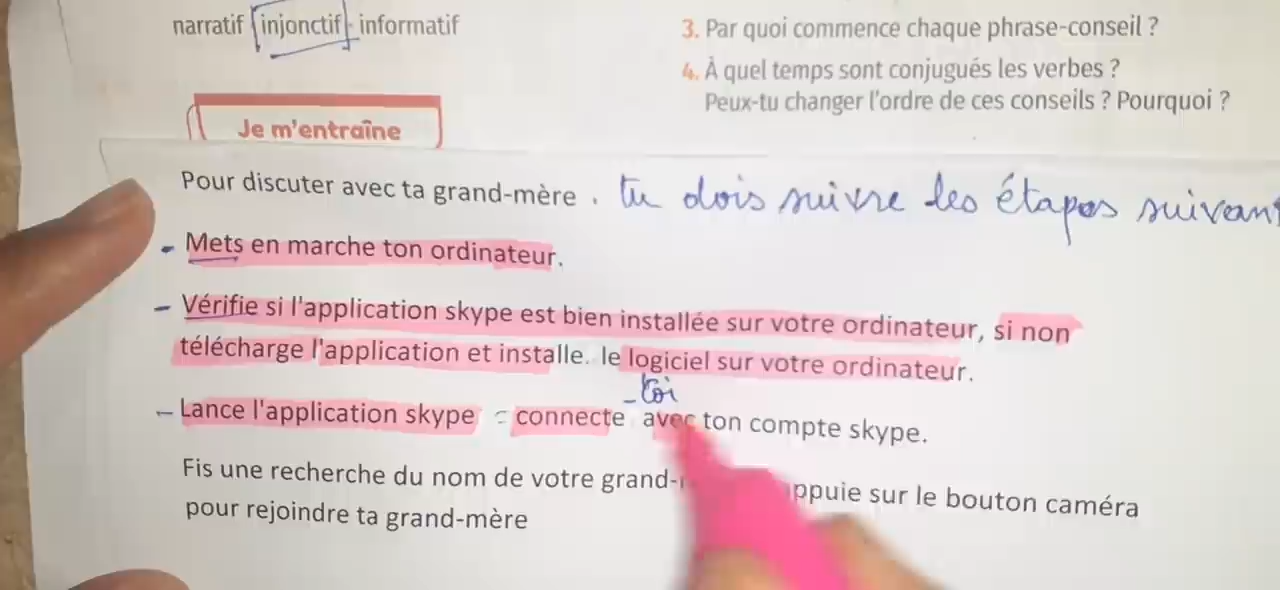 narratif - injonctif - informatif
3. Par quoi commence chaque phrase-conseil ?
4. À quel temps sont conjugués les verbes ?
Peux-tu changer l'ordre de ces conseils ? Pourquoi ?
Je m'entraîne
Pour discuter avec ta grand-mère . tu dois suivre les étapes suivant
- Mets en marche ton ordinateur.
- Vérifie si l'application skype est bien installée sur votre ordinateur, si non
télécharge l'application et installe. le logiciel sur votre ordinateur.
- Lance l'application skype = connecte -toi avec ton compte skype.
Fis une recherche du nom de votre grand- ppuie sur le bouton caméra
pour rejoindre ta grand-mère